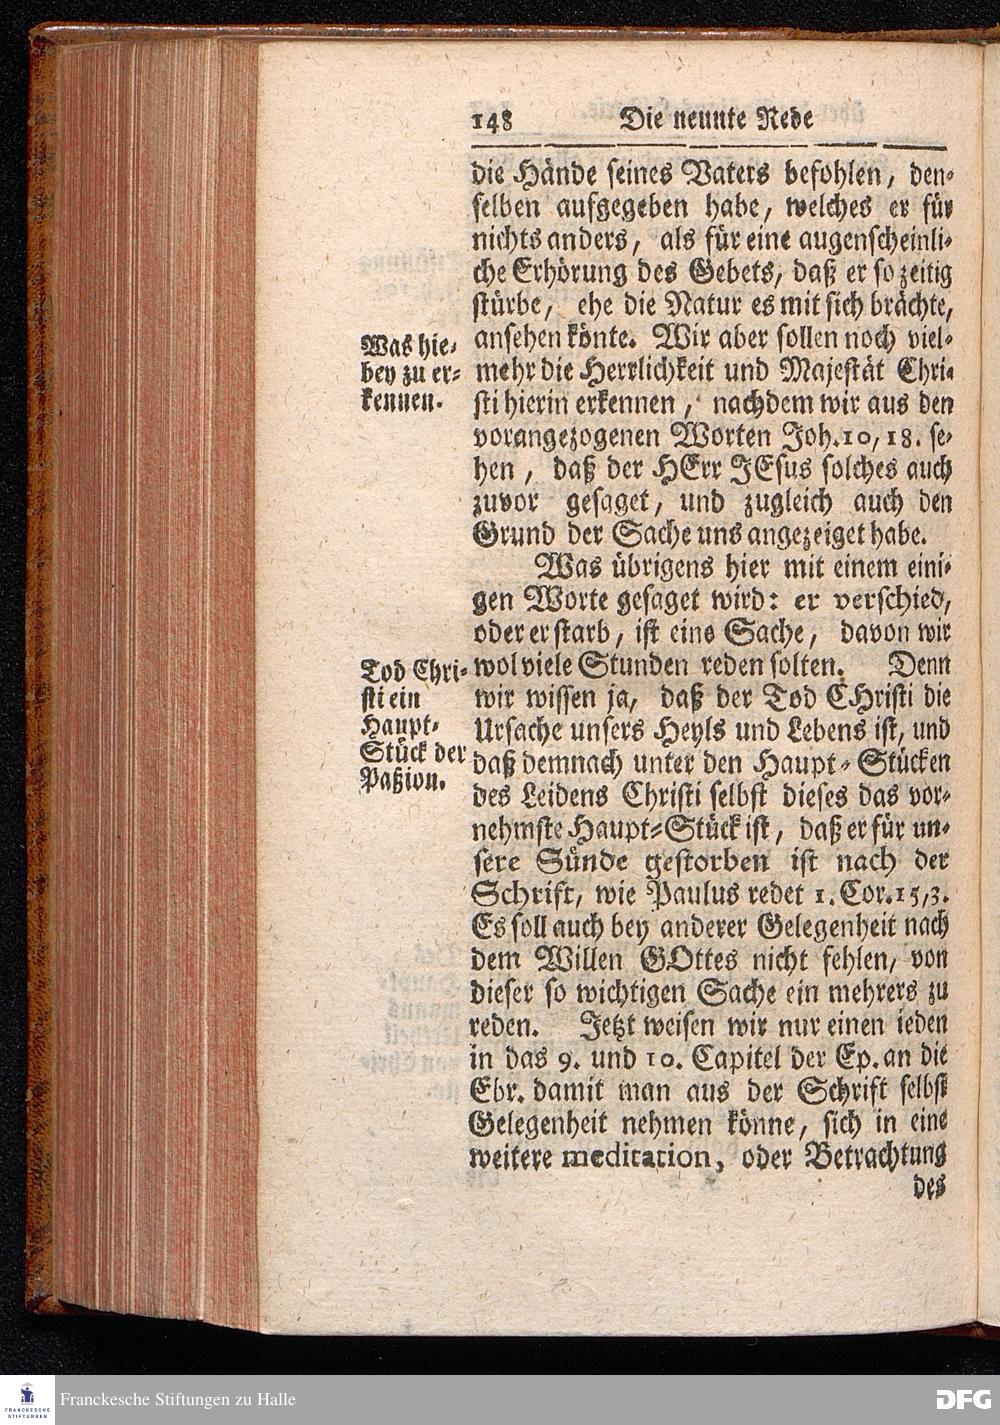 148 Die neunte Rede
die Hände seines Vaters befohlen, den-
selben aufgegeben habe, welches er für
nichts anders, als für eine augenscheinli-
che Erhörung des Gebets, daß er so zeitig
stürbe, ehe die Natur es mit sich brächte,
ansehen könte. Wir aber sollen noch viel-
mehr die Herrlichkeit und Majestät Chri-
sti hierin erkennen, nachdem wir aus den
vorangezogenen Worten Joh. 10, 18. se-
hen, daß der HErr JEsus solches auch
zuvor gesaget, und zugleich auch den
Grund der Sache uns angezeiget habe.
Was hie-
bey zu er-
kennen.
Was übrigens hier mit einem eini-
gen Worte gesaget wird: er verschied,
oder er starb, ist eine Sache, davon wir
wol viele Stunden reden solten. Denn
wir wissen ja, daß der Tod CHristi die
Ursache unsers Heyls und Lebens ist, und
daß demnach unter den Haupt-Stücken
des Leidens Christi selbst dieses das vor-
nehmste Haupt-Stück ist, daß er für un-
sere Sünde gestorben ist nach der
Schrift, wie Paulus redet 1. Cor. 15, 3.
Es soll auch bey anderer Gelegenheit nach
dem Willen GOttes nicht fehlen, von
dieser so wichtigen Sache ein mehrers zu
reden. Jetzt weisen wir nur einen ieden
in das 9. und 10. Capitel der Ep. an die
Ebr. damit man aus der Schrift selbst
Gelegenheit nehmen könne, sich in eine
weitere meditation, oder Betrachtung
des
Tod Chri-
sti ein
Haupt-
Stück der
Paßion.
FRANCKESCHE
STIFTUNGEN
Franckesche Stiftungen zu Halle
DFG